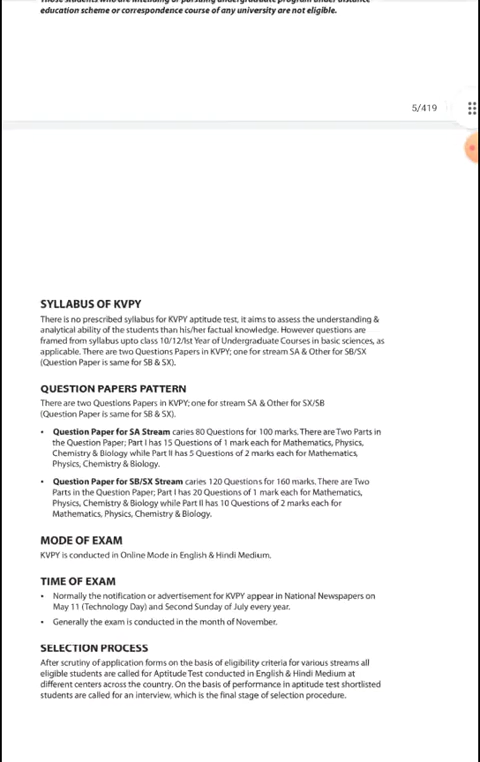 Those students who are intending or pursuing undergraduate program under distance
education scheme or correspondence course of any university are not eligible.
5/419
SYLLABUS OF KVPY
There is no prescribed syllabus for KVPY aptitude test, it aims to assess the understanding &
analytical ability of the students than his/her factual knowledge. However questions are
framed from syllabus upto class 10/12/Ist Year of Undergraduate Courses in basic sciences, as
applicable. There are two Questions Papers in KVPY; one for stream SA & Other for SB/SX
(Question Paper is same for SB & SX).
QUESTION PAPERS PATTERN
There are two Questions Papers in KVPY; one for stream SA & Other for SX/SB
(Question Paper is same for SB & SX).
• Question Paper for SA Stream caries 80 Questions for 100 marks. There are Two Parts in
the Question Paper; Part I has 15 Questions of 1 mark each for Mathematics, Physics,
Chemistry & Biology while Part II has 5 Questions of 2 marks each for Mathematics,
Physics, Chemistry & Biology.
• Question Paper for SB/SX Stream caries 120 Questions for 160 marks. There are Two
Parts in the Question Paper; Part I has 20 Questions of 1 mark each for Mathematics,
Physics, Chemistry & Biology while Part II has 10 Questions of 2 marks each for
Mathematics, Physics, Chemistry & Biology.
MODE OF EXAM
KVPY is conducted in Online Mode in English & Hindi Medium.
TIME OF EXAM
• Normally the notification or advertisement for KVPY appear in National Newspapers on
May 11 (Technology Day) and Second Sunday of July every year.
• Generally the exam is conducted in the month of November.
SELECTION PROCESS
After scrutiny of application forms on the basis of eligibility criteria for various streams all
eligible students are called for Aptitude Test conducted in English & Hindi Medium at
different centers across the country. On the basis of performance in aptitude test shortlisted
students are called for an interview, which is the final stage of selection procedure.